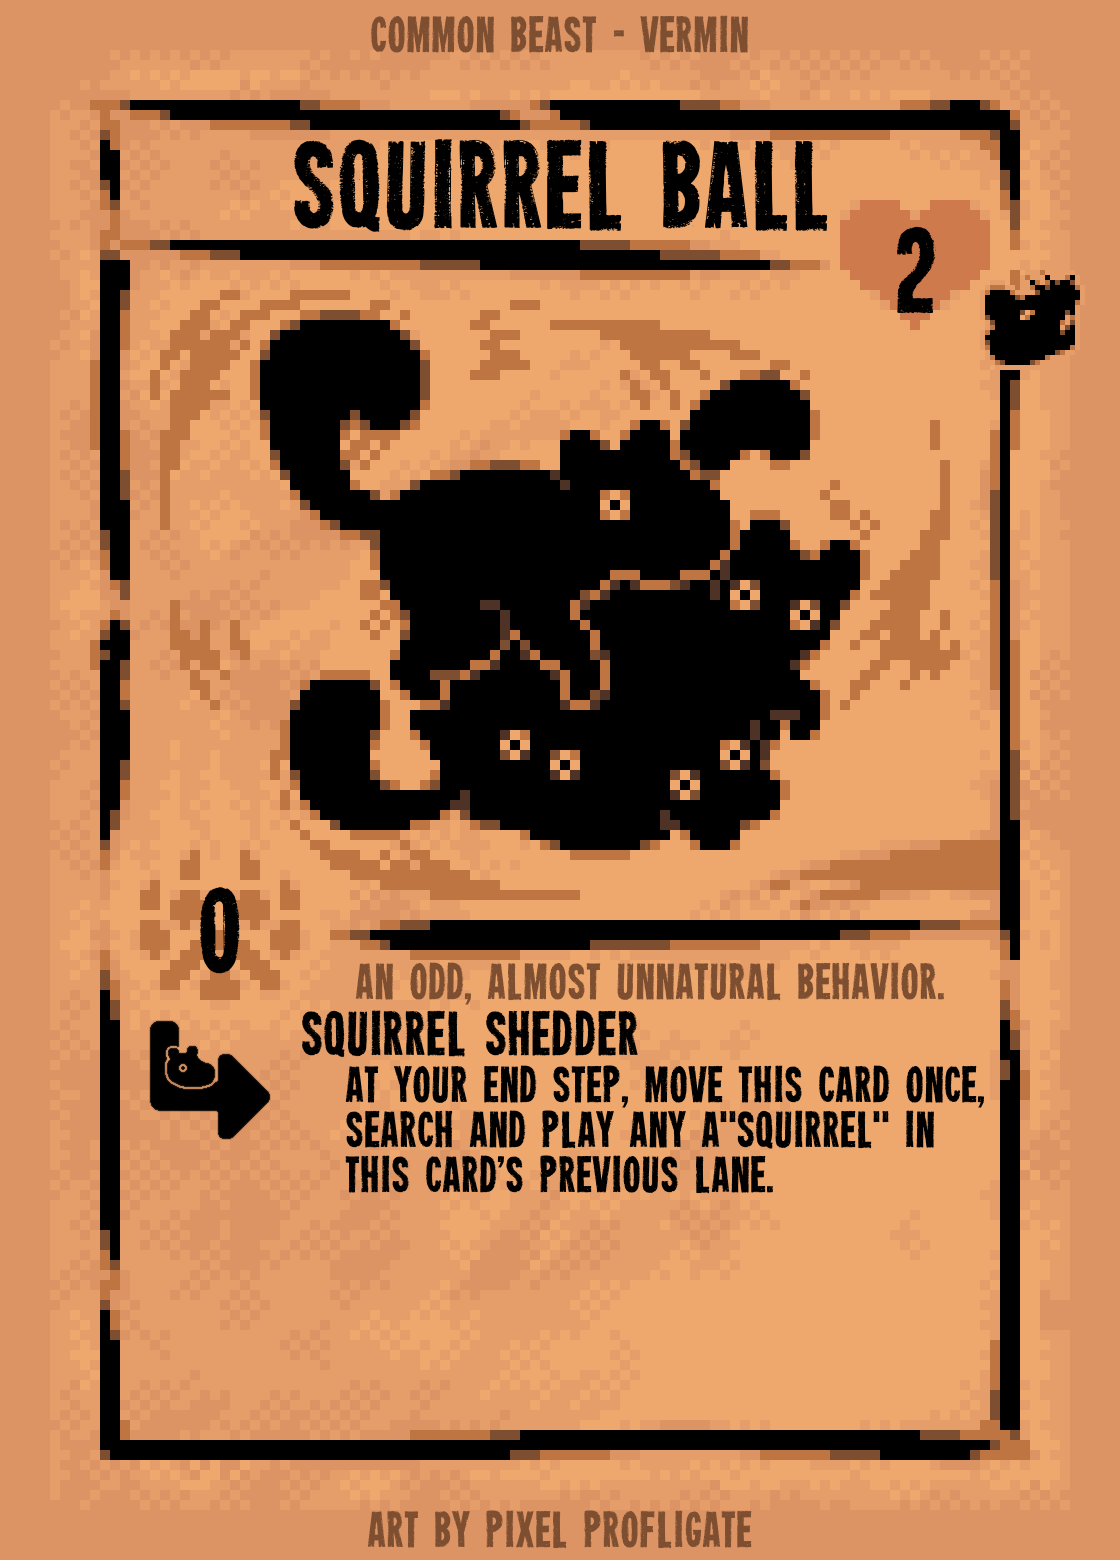 COMMON BEAST - VERMIN
SQUIRREL BALL
2
0
AN ODD, ALMOST UNNATURAL BEHAVIOR.
SQUIRREL SHEDDER
AT YOUR END STEP, MOVE THIS CARD ONCE,
SEARCH AND PLAY ANY A"SQUIRREL" IN
THIS CARD'S PREVIOUS LANE.
ART BY PIXEL PROFLIGATE